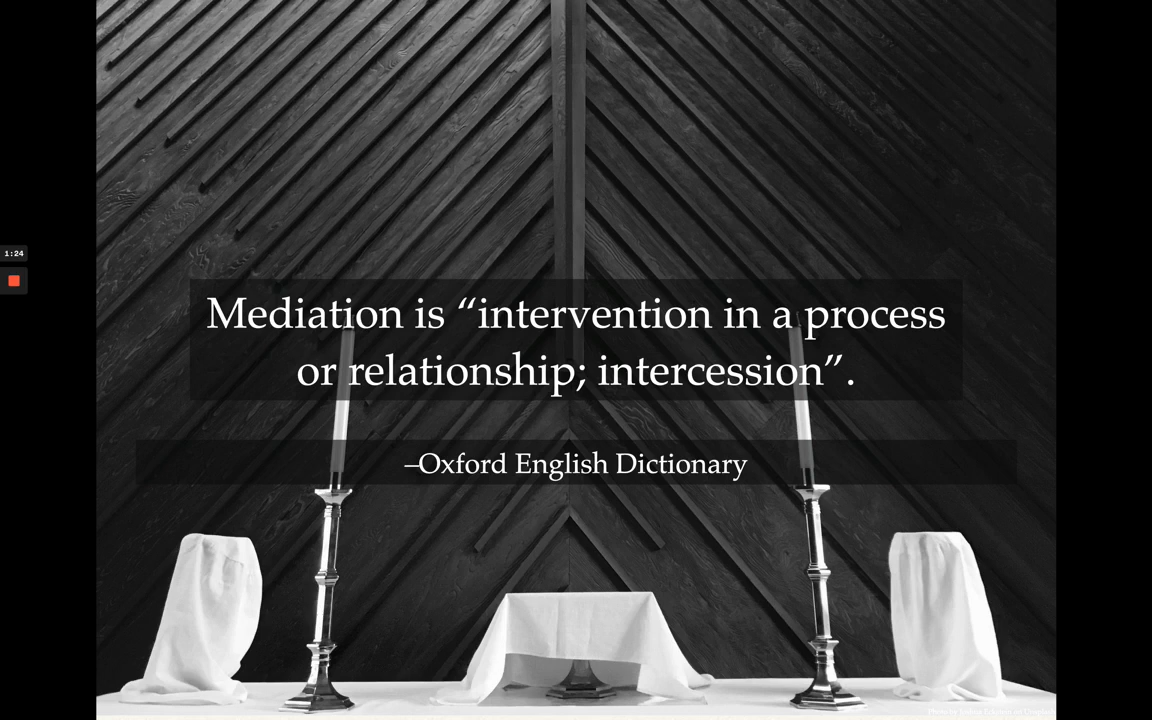 1:24
Mediation is “intervention in a process
or relationship; intercession”.
–Oxford English Dictionary